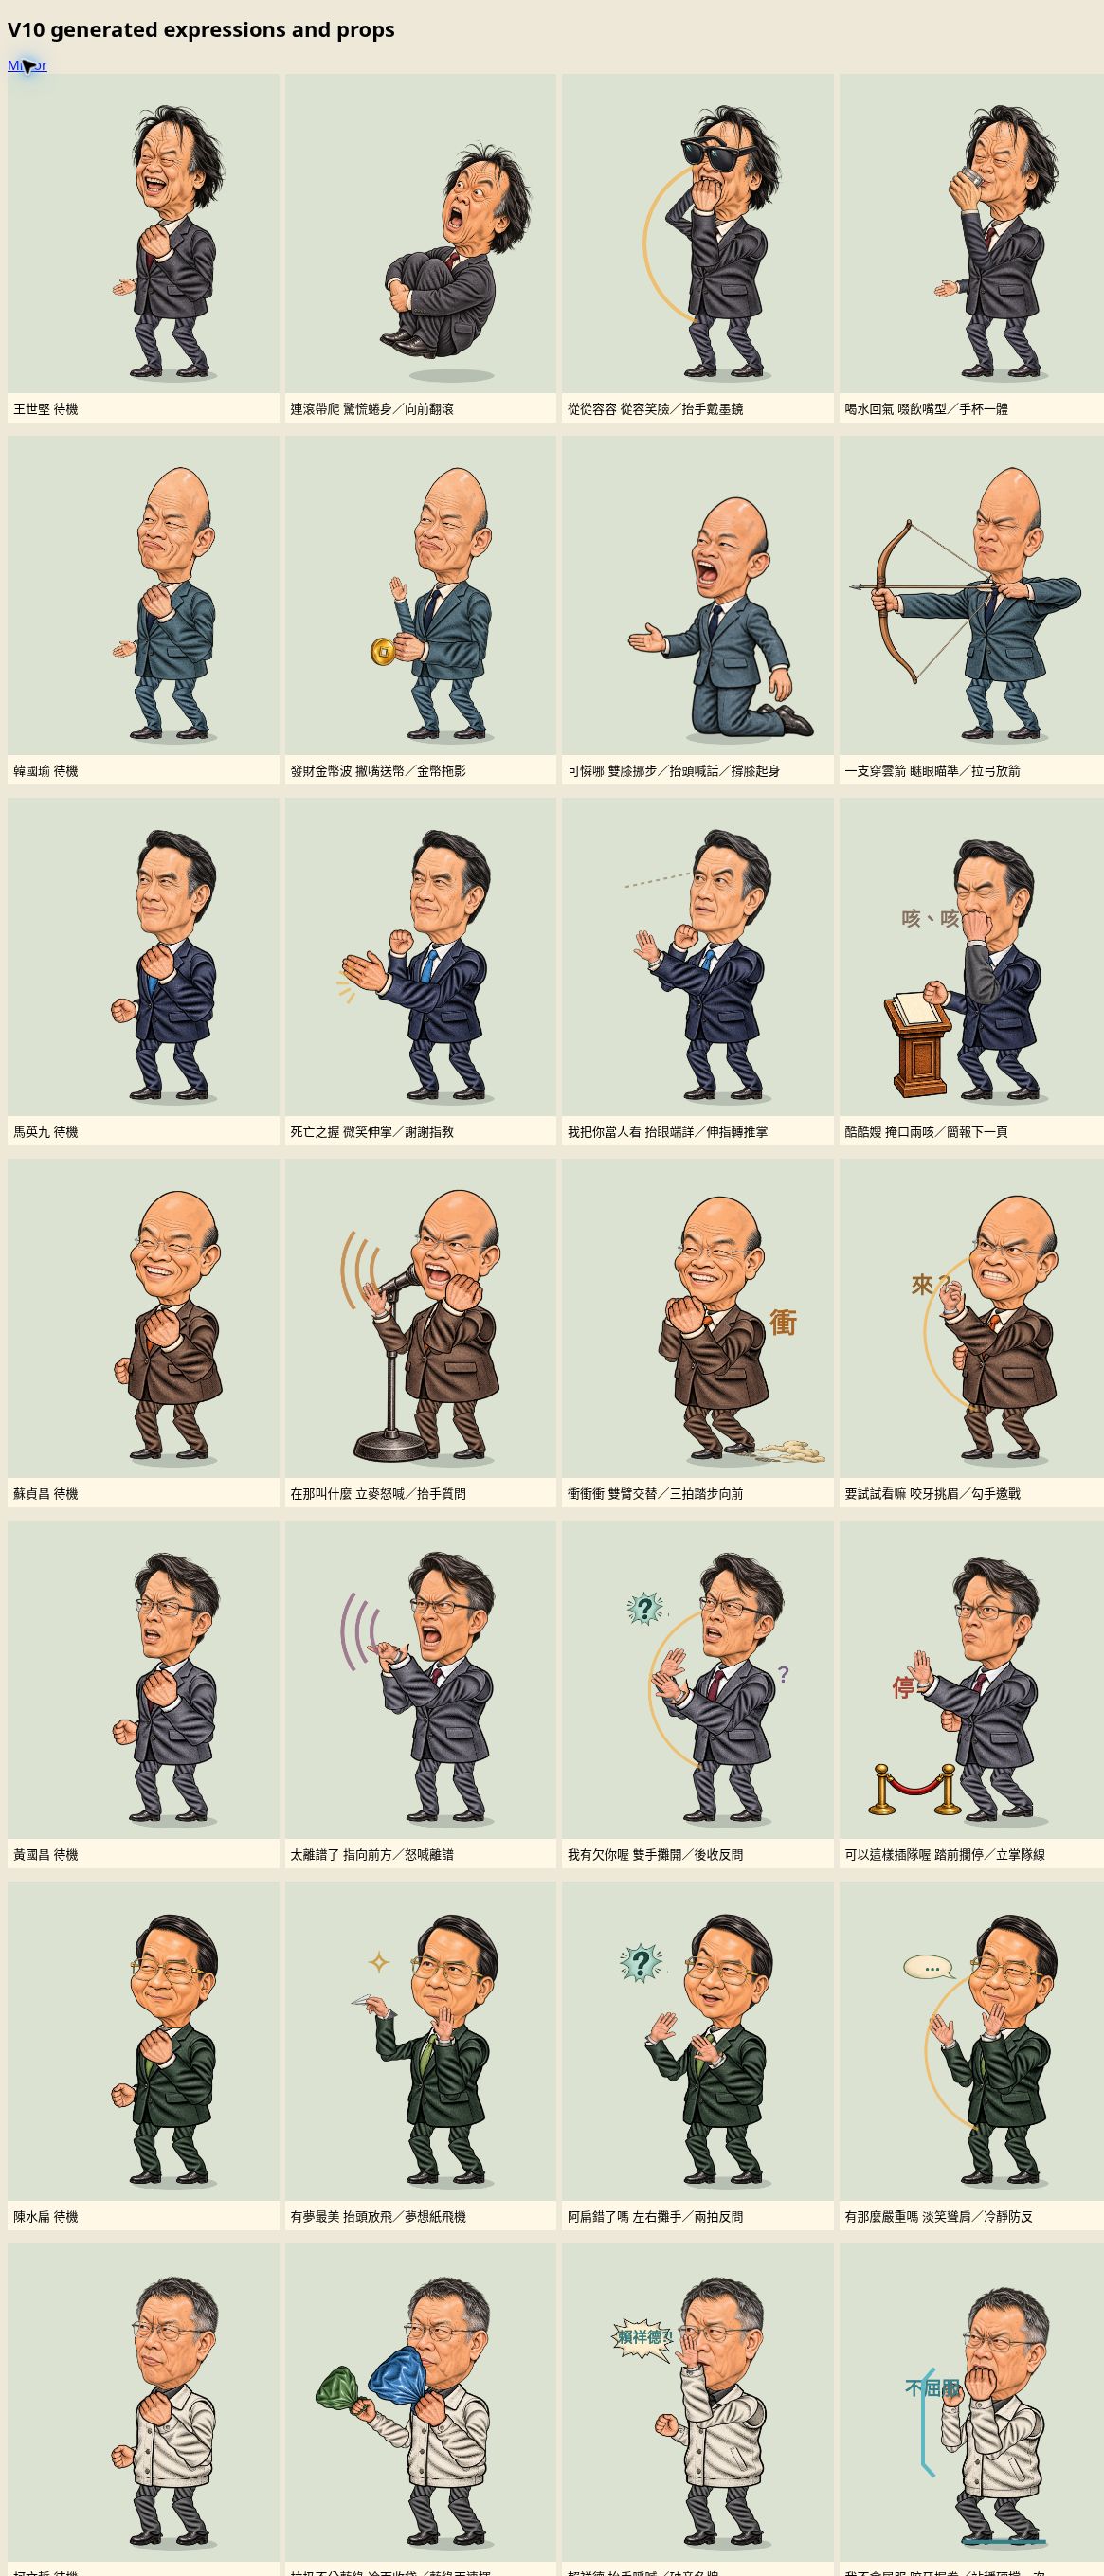 V10 generated expressions and props
王世堅 待機
連滾帶爬 驚慌蜷身／向前翻滾
從從容容 從容笑臉／抬手戴墨鏡
喝水回氣 啜飲嘴型／手杯一體
韓國瑜 待機
發財金幣波 撇嘴送幣／金幣拖影
可憐哪 雙膝挪步／抬頭喊話／撐膝起身
一支穿雲箭 瞇眼瞄準／拉弓放箭
咳、咳
馬英九 待機
死亡之握 微笑伸掌／謝謝指教
我把你當人看 抬眼端詳／伸指轉推掌
酷酷嫂 掩口兩咳／簡報下一頁
衝
來？
蘇貞昌 待機
在那叫什麼 立麥怒喊／抬手質問
衝衝衝 雙臂交替／三拍踏步向前
要試試看嘛 咬牙挑眉／勾手邀戰
?
?
停
黃國昌 待機
太離譜了 指向前方／怒喊離譜
我有欠你喔 雙手攤開／後收反問
可以這樣插隊喔 踏前攔停／立掌隊線
?
...
陳水扁 待機
有夢最美 抬頭放飛／夢想紙飛機
阿扁錯了嗎 左右攤手／兩拍反問
有那麼嚴重嗎 淡笑聳肩／冷靜防反
賴祥德?!
不屈服